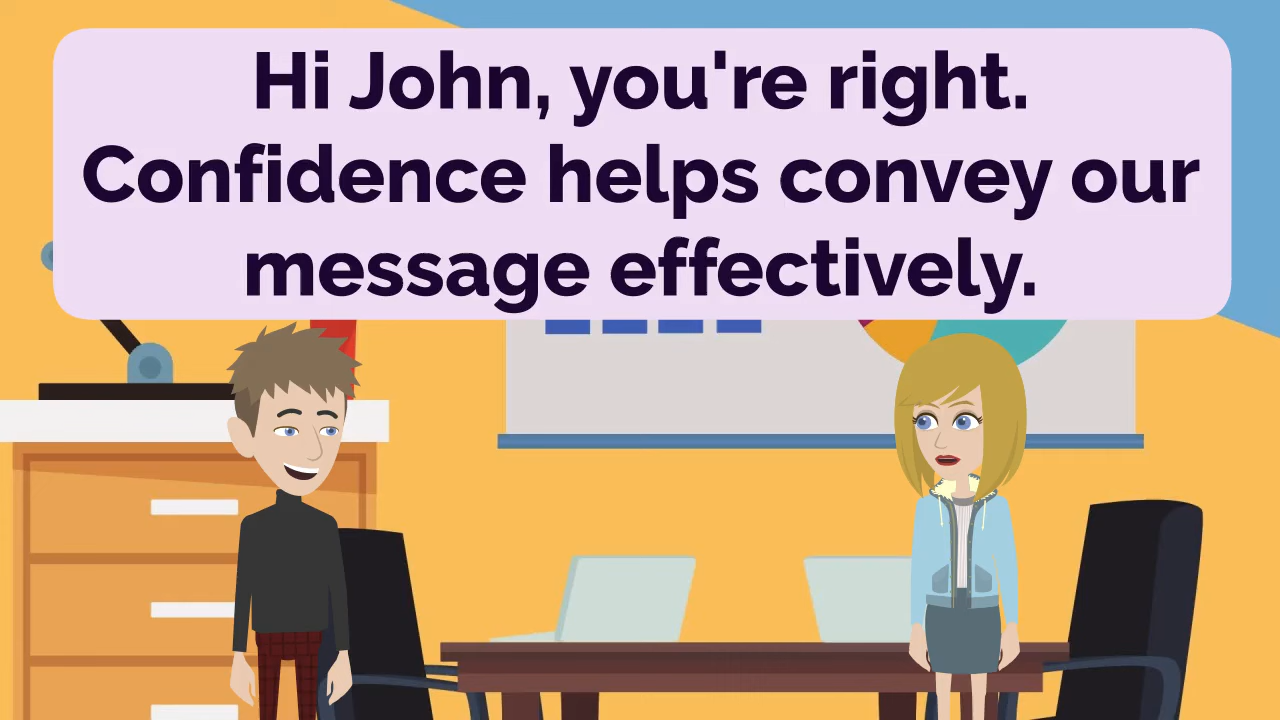 Hi John, you're right.
Confidence helps convey our
message effectively.